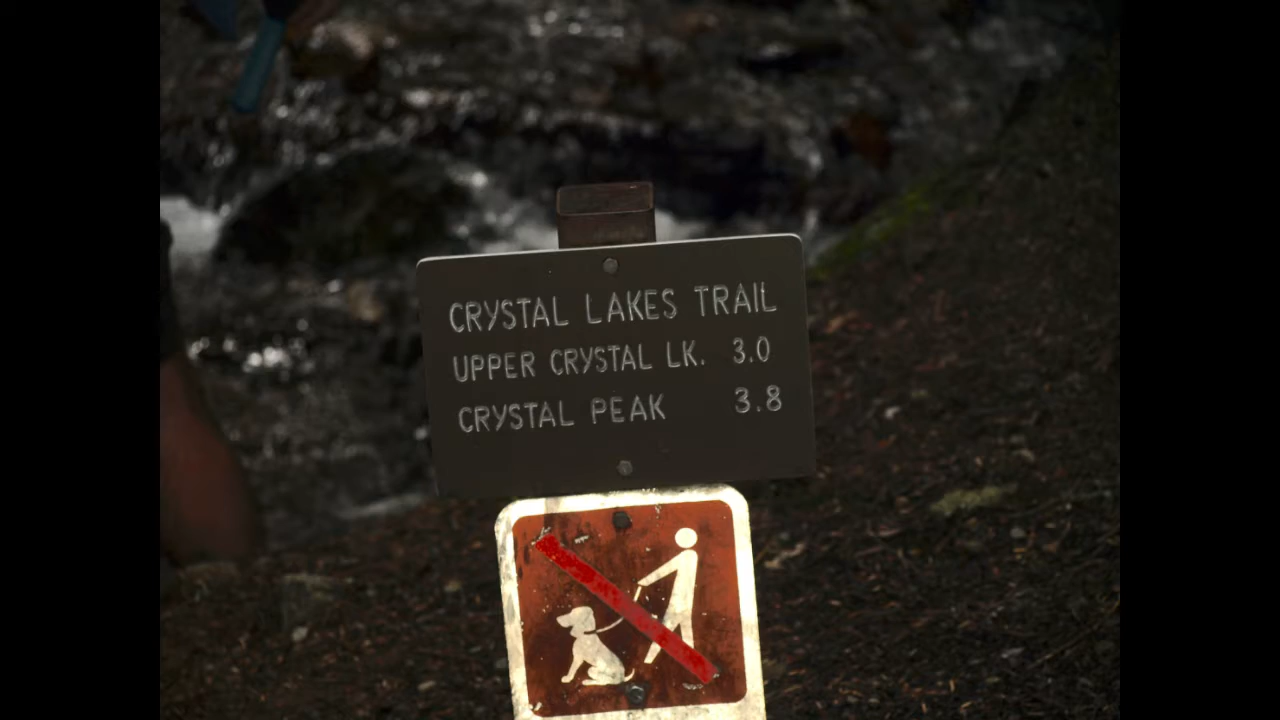 CRYSTAL LAKES TRAIL
UPPER CRYSTAL LK. 3.0
CRYSTAL PEAK 3.8